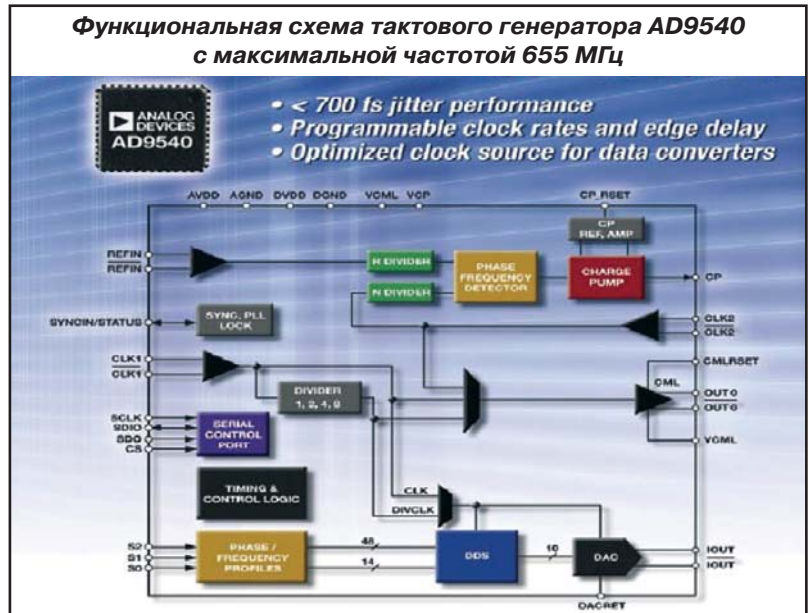 Функциональная схема тактового генератора AD9540
с максимальной частотой 655 МГц
ANALOG
DEVICES
AD9540
• < 700 fs jitter performance
• Programmable clock rates and edge delay
• Optimized clock source for data converters
AVDD AGND DVDD DGND VCML VCP CP_RSET
CP
REF, AMP
REFIN
REFIN
R DIVIDER
N DIVIDER
PHASE
FREQUENCY
DETECTOR
CHARGE
PUMP
CP
SYNCIN/STATUS
SYNC, PLL
LOCK
CLK2
CLK2
CLK1
CLK1
DIVIDER
1, 2, 4, 8
CMLRSET
CML
OUT0
OUT0
VCML
SCLK
SDIO
SDO
CS
SERIAL
CONTROL
PORT
TIMING &
CONTROL LOGIC
CLK
DIVCLK
S2
S1
S0
PHASE /
FREQUENCY
PROFILES
48
14
DDS
10
DAC
IOUT
IOUT
DACRET